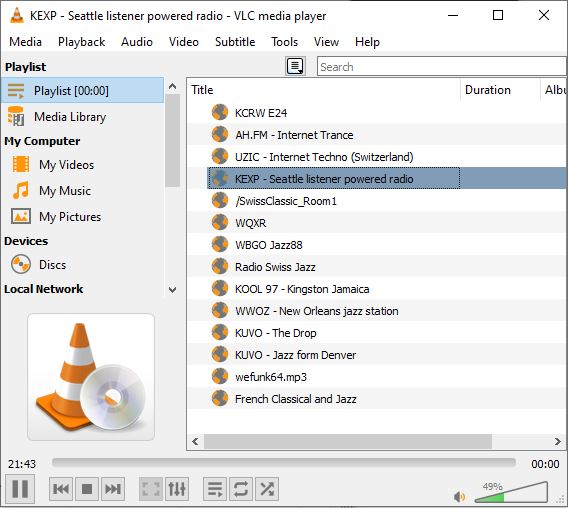 KEXP - Seattle listener powered radio - VLC media player
Media Playback Audio Video Subtitle Tools View Help
Playlist
Search
Playlist [00:00]
Media Library
My Computer
My Videos
My Music
My Pictures
Devices
Discs
Local Network
Title Duration Albu
KCRW E24
AH.FM - Internet Trance
UZIC - Internet Techno (Switzerland)
KEXP - Seattle listener powered radio
/SwissClassic_Room1
WQXR
WBGO Jazz88
Radio Swiss Jazz
KOOL 97 - Kingston Jamaica
WWOZ - New Orleans jazz station
KUVO - The Drop
KUVO - Jazz form Denver
wefunk64.mp3
French Classical and Jazz
21:43 00:00
49%